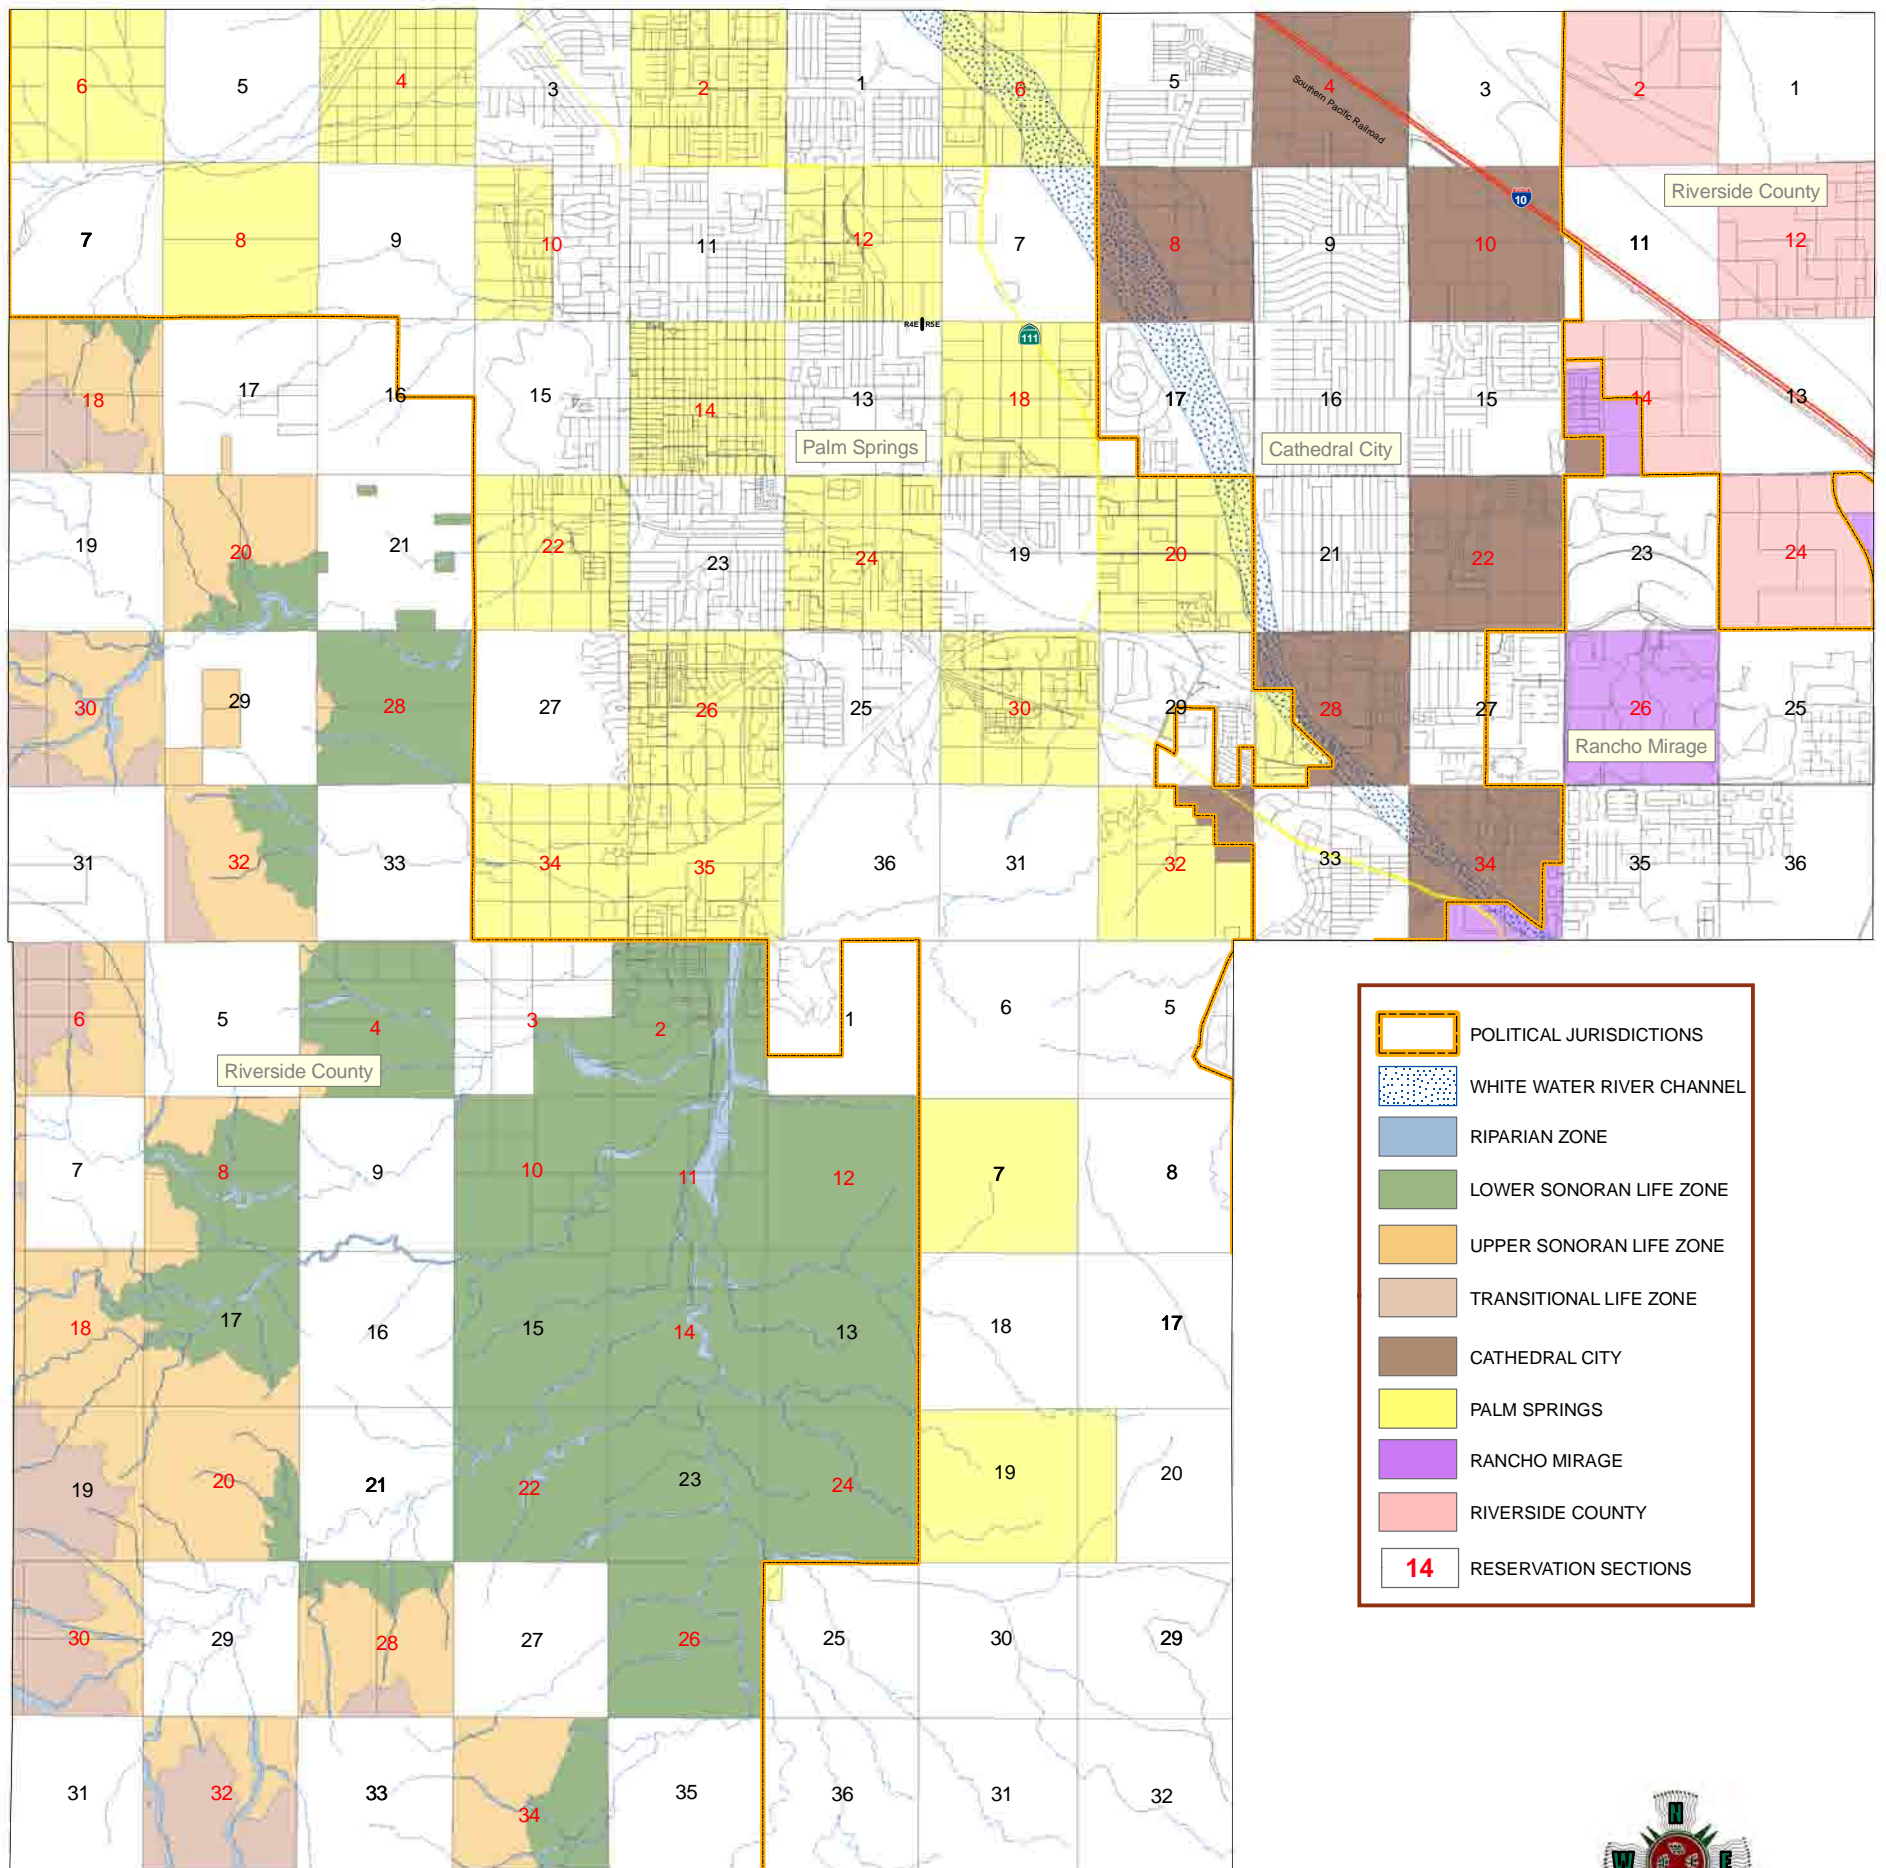 6 5 4 3 2 1 6 5 4 3 2 1
Southern Pacific Railroad
Riverside County
10
7 8 9 10 11 12 7 8 9 10 11 12
R4E R5E
111
18 17 16 15 14 13 18 17 16 15 14 13
Palm Springs
Cathedral City
19 20 21 22 23 24 19 20 21 22 23 24
30 29 28 27 26 25 30 29 28 27 26 25
Rancho Mirage
31 32 33 34 35 36 31 32 33 34 35 36
6 5 4 3 2 1 6 5
Riverside County
7 8 9 10 11 12 7 8
18 17 16 15 14 13 18 17
19 20 21 22 23 24 19 20
30 29 28 27 26 25 30 29
31 32 33 34 35 36 31 32
POLITICAL JURISDICTIONS
WHITE WATER RIVER CHANNEL
RIPARIAN ZONE
LOWER SONORAN LIFE ZONE
UPPER SONORAN LIFE ZONE
TRANSITIONAL LIFE ZONE
CATHEDRAL CITY
PALM SPRINGS
RANCHO MIRAGE
RIVERSIDE COUNTY
14 RESERVATION SECTIONS
N
W E